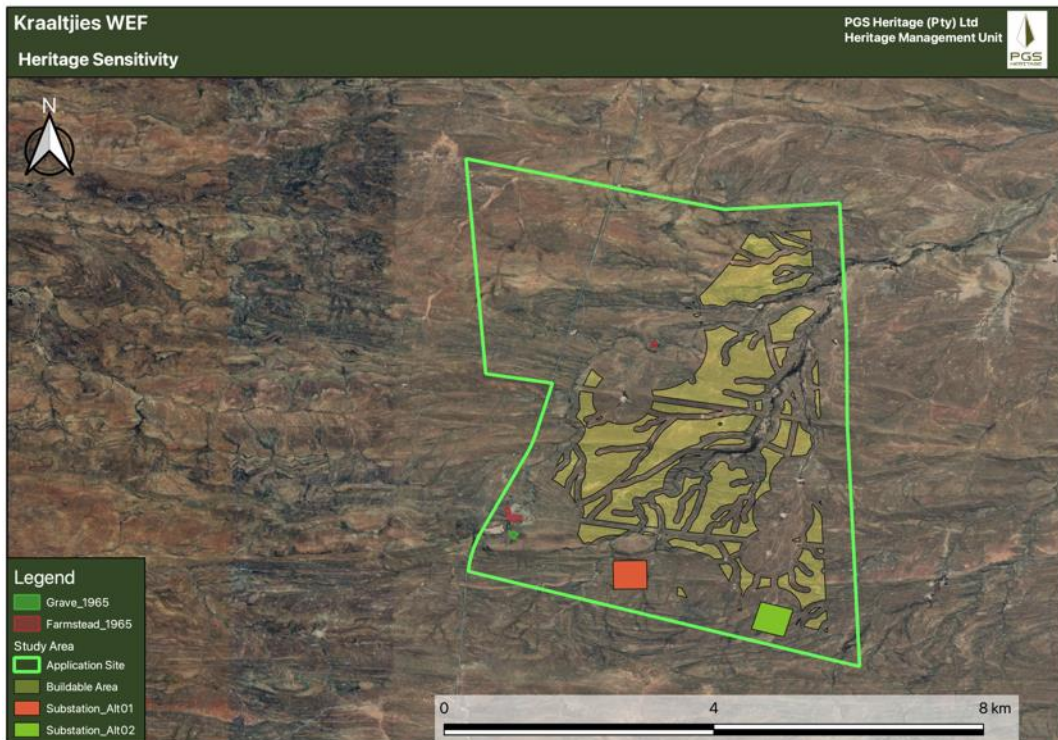 Kraaltjies WEF
Heritage Sensitivity
PGS Heritage (Pty) Ltd
Heritage Management Unit
PGS
HERITAGE
N
Legend
Grave_1965
Farmstead_1965
Study Area
Application Site
Buildable Area
Substation_Alt01
Substation_Alt02
0 4 8 km